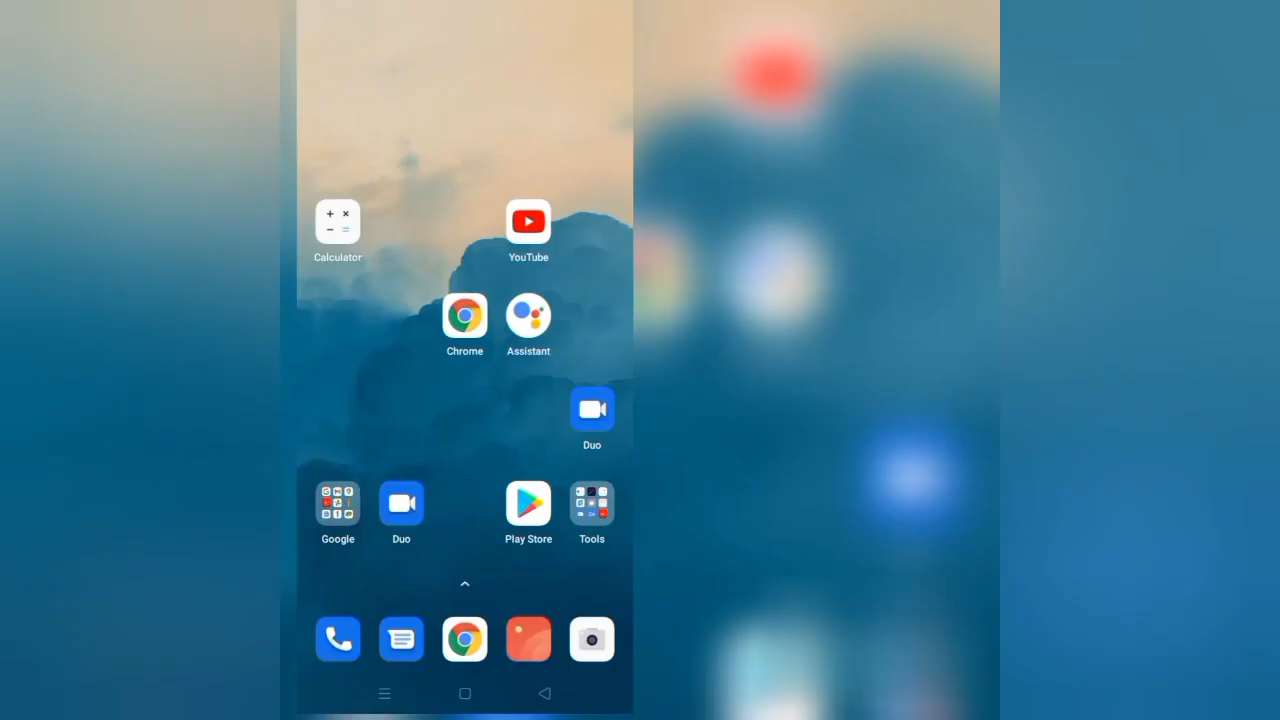 Calculator
YouTube
Chrome
Assistant
Duo
Google
Duo
Play Store
Tools